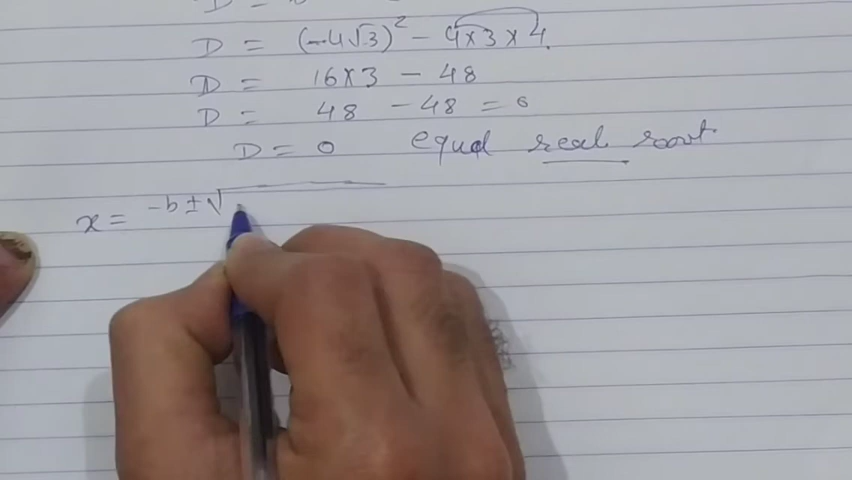 D =
D = (-4√3)² - 4×3×4
D = 16×3 - 48
D = 48 - 48 = 0
D = 0 equal real root
x = -b ± √